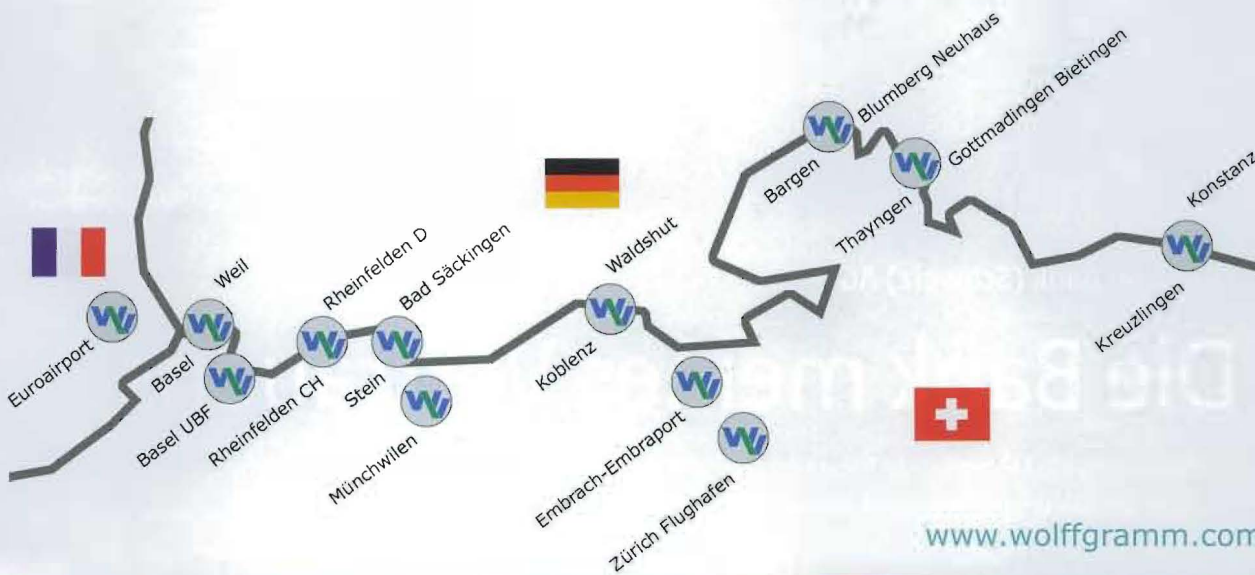 Euroairport
Basel
Weil
Basel UBF
Rheinfelden CH
Rheinfelden D
Stein
Bad Säckingen
Münchwilen
Koblenz
Waldshut
Embrach-Embraport
Zürich Flughafen
Bargen
Blumberg Neuhaus
Thayngen
Gottmadingen Bietingen
Kreuzlingen
Konstanz
www.wolffgramm.com